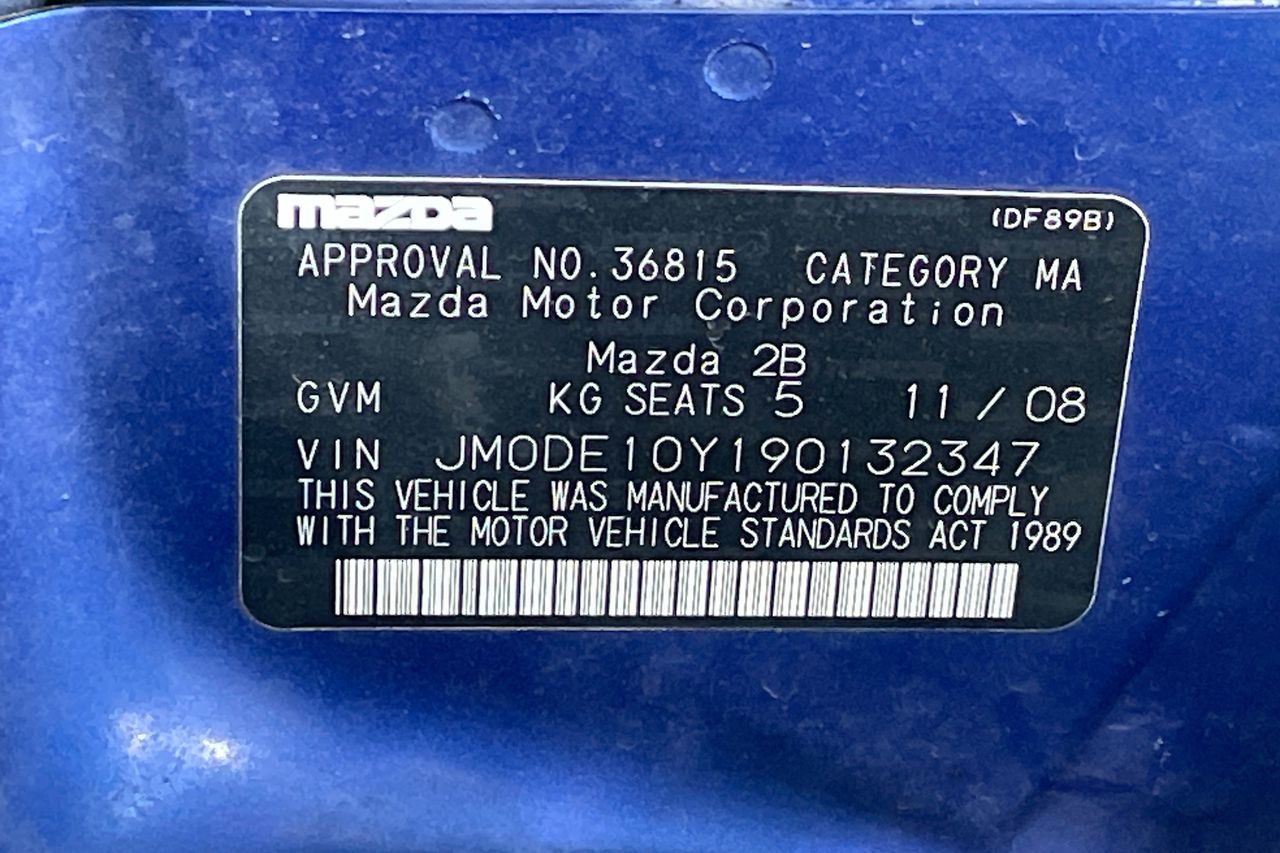 mazda (DF89B)
APPROVAL NO.36815 CATEGORY MA
Mazda Motor Corporation
Mazda 2B
GVM KG SEATS 5 11/08
VIN JM0DE10Y190132347
THIS VEHICLE WAS MANUFACTURED TO COMPLY
WITH THE MOTOR VEHICLE STANDARDS ACT 1989